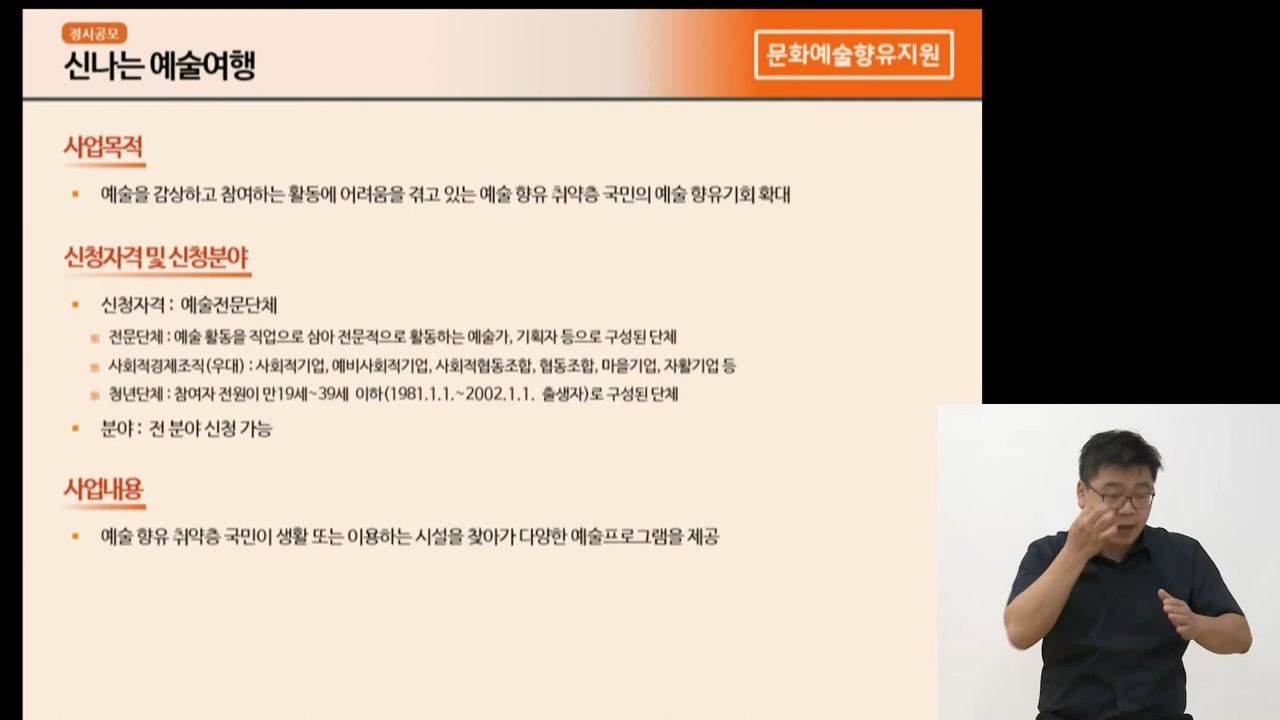 정시공모
신나는 예술여행
문화예술향유지원
사업목적
▪ 예술을 감상하고 참여하는 활동에 어려움을 겪고 있는 예술 향유 취약층 국민의 예술 향유기회 확대
신청자격 및 신청분야
▪ 신청자격 : 예술전문단체
※ 전문단체 : 예술 활동을 직업으로 삼아 전문적으로 활동하는 예술가, 기획자 등으로 구성된 단체
※ 사회적경제조직(우대) : 사회적기업, 예비사회적기업, 사회적협동조합, 협동조합, 마을기업, 자활기업 등
※ 청년단체 : 참여자 전원이 만19세~39세 이하(1981.1.1.~2002.1.1. 출생자)로 구성된 단체
▪ 분야 : 전 분야 신청 가능
사업내용
▪ 예술 향유 취약층 국민이 생활 또는 이용하는 시설을 찾아가 다양한 예술프로그램을 제공